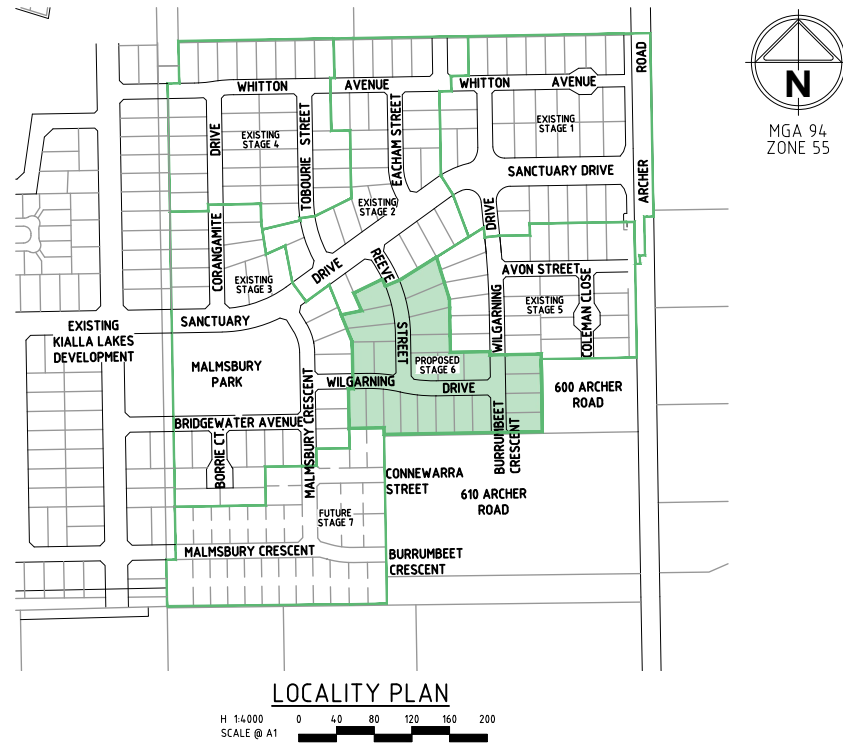 ROAD
N
MGA 94
ZONE 55
WHITTON
AVENUE
WHITTON
AVENUE
DRIVE
EXISTING
STAGE 4
TOBOURIE STREET
EACHAM STREET
EXISTING
STAGE 1
SANCTUARY DRIVE
ARCHER
EXISTING
STAGE 2
DRIVE
CORANGAMITE
REEVE
DRIVE
EXISTING
STAGE 3
AVON STREET
WILGARNING
EXISTING
STAGE 5
COLEMAN CLOSE
SANCTUARY
EXISTING
KIALLA LAKES
DEVELOPMENT
STREET
MALMSBURY
PARK
PROPOSED
STAGE 6
WILGARNING
DRIVE
600 ARCHER
ROAD
MALMSBURY CRESCENT
BRIDGEWATER AVENUE
BORRIE CT
BURRUMBEET
CRESCENT
CONNEWARRA
STREET
610 ARCHER
ROAD
FUTURE
STAGE 7
MALMSBURY CRESCENT
BURRUMBEET
CRESCENT
LOCALITY PLAN
H 1:4000
SCALE @ A1
0 40 80 120 160 200